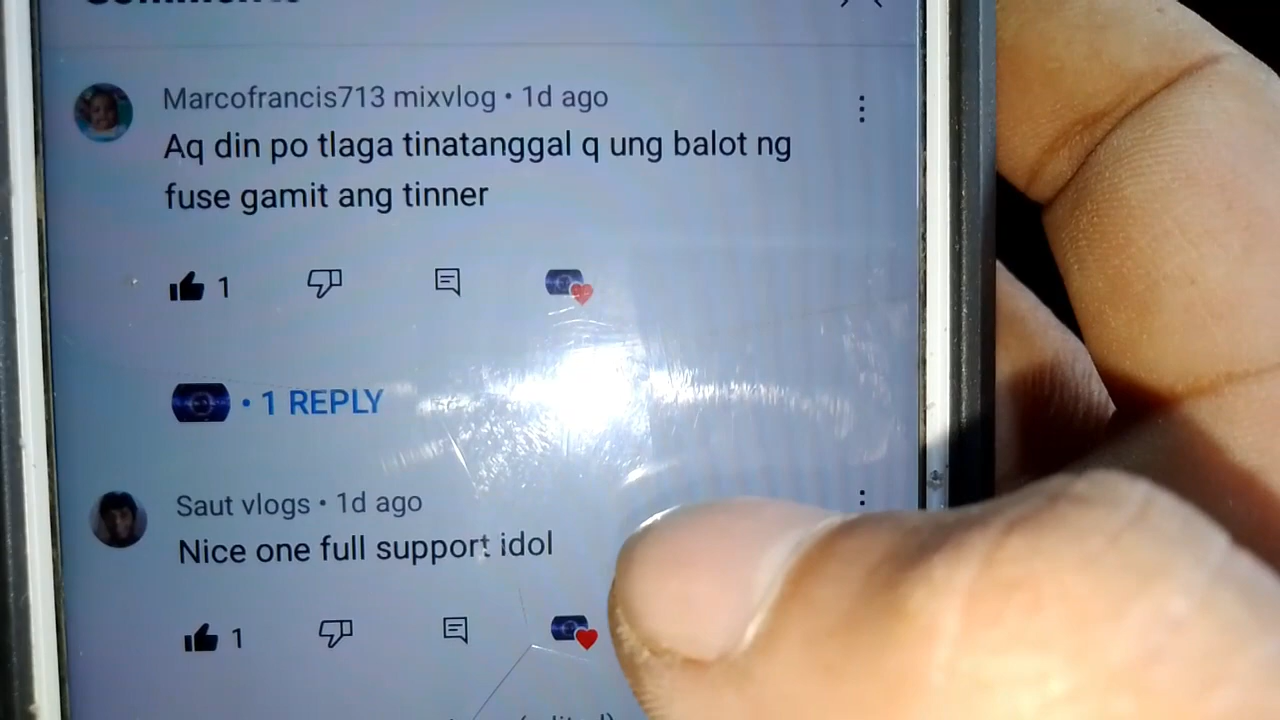 Marcofrancis713 mixvlog • 1d ago
Aq din po tlaga tinatanggal q ung balot ng
fuse gamit ang tinner
1
• 1 REPLY
Saut vlogs • 1d ago
Nice one full support idol
1